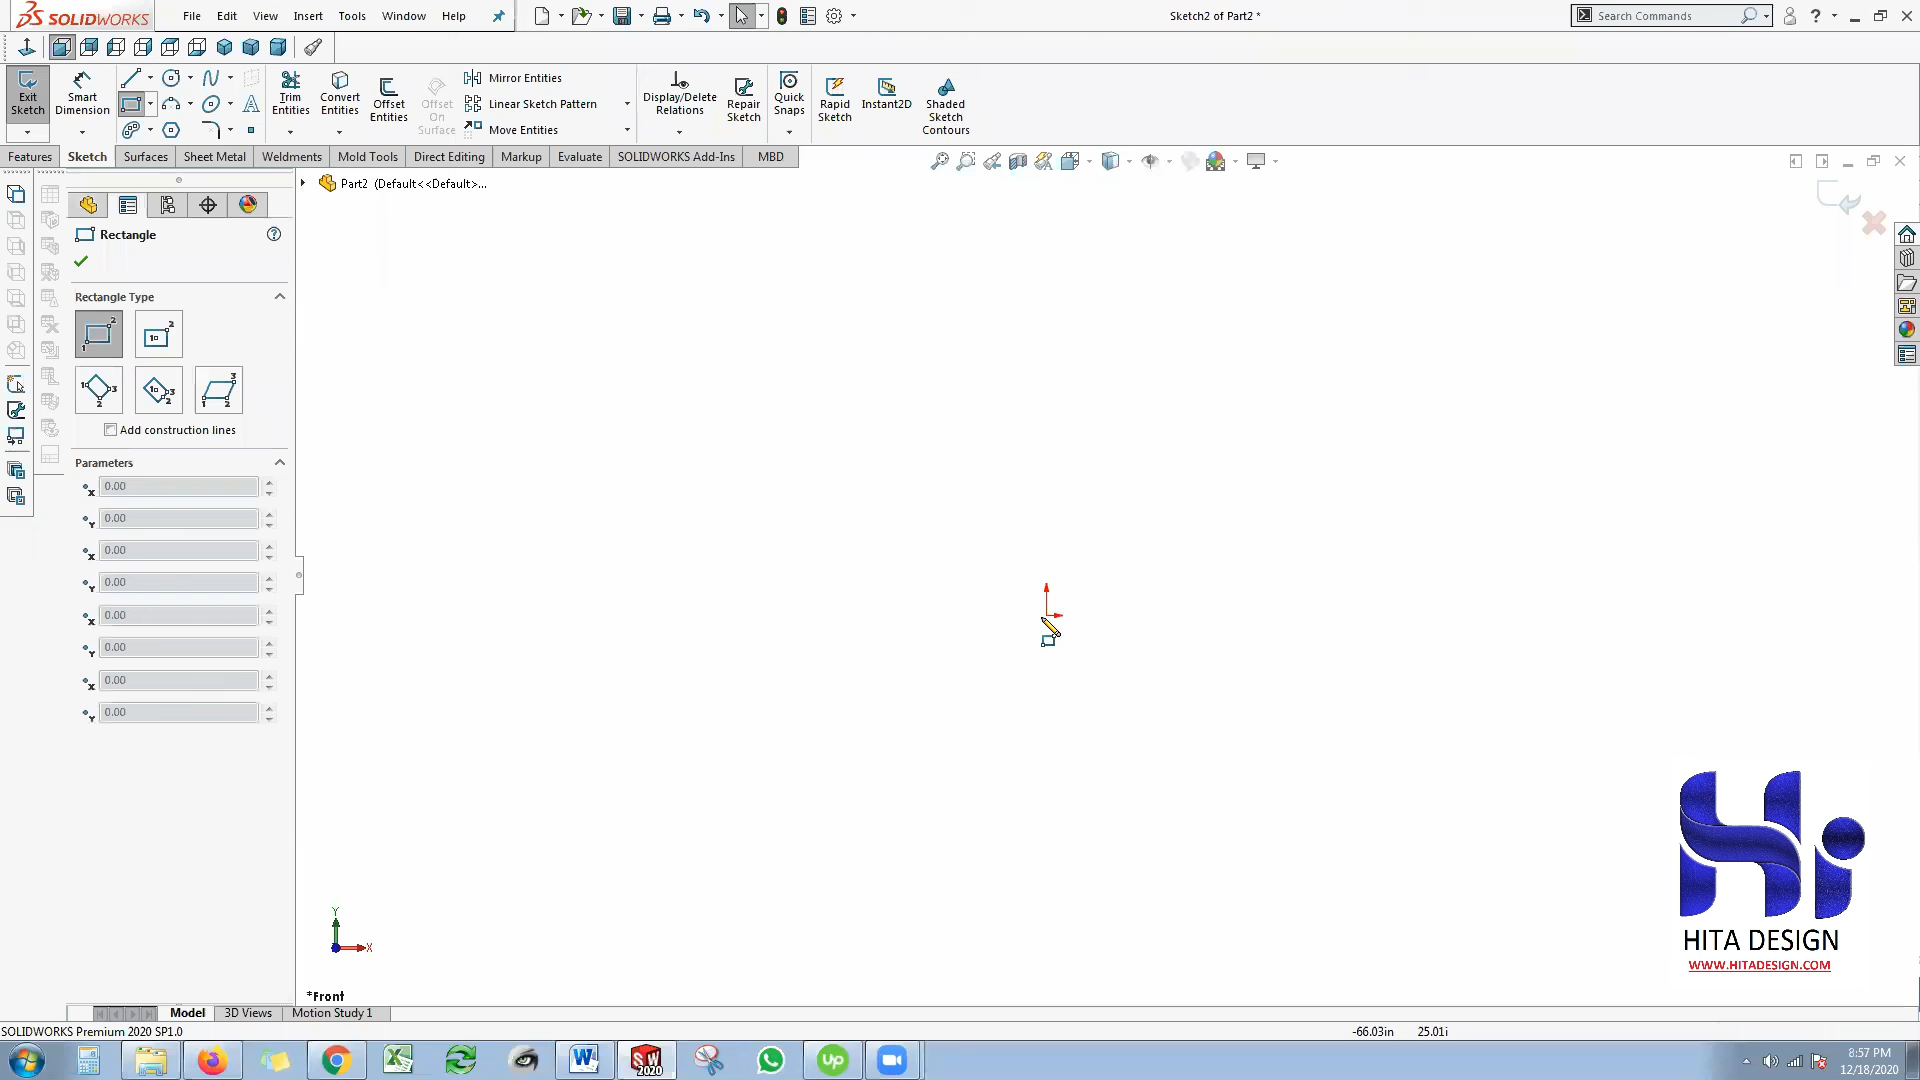 SOLIDWORKS
File Edit View Insert Tools Window Help
Sketch2 of Part2 *
Search Commands
Exit Sketch
Smart Dimension
Trim Entities
Convert Entities
Offset Entities
Offset On Surface
Mirror Entities
Linear Sketch Pattern
Move Entities
Display/Delete Relations
Repair Sketch
Quick Snaps
Rapid Sketch
Instant2D
Shaded Sketch Contours
Features Sketch Surfaces Sheet Metal Weldments Mold Tools Direct Editing Markup Evaluate SOLIDWORKS Add-Ins MBD
Part2 (Default<<Default>...
Rectangle
Rectangle Type
Add construction lines
Parameters
X 0.00
Y 0.00
X 0.00
Y 0.00
X 0.00
Y 0.00
X 0.00
Y 0.00
Y
X
*Front
HITA DESIGN
WWW.HITADESIGN.COM
Model 3D Views Motion Study 1
SOLIDWORKS Premium 2020 SP1.0
-66.03in 25.01i
SW 2020
Up
8:57 PM
12/18/2020